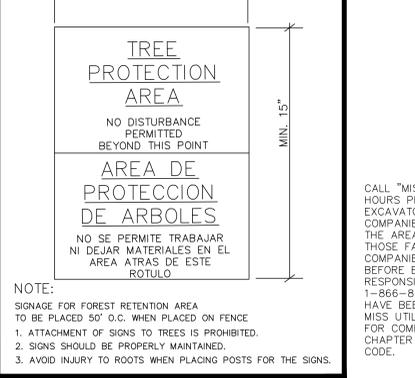 TREE
PROTECTION
AREA
NO DISTURBANCE
PERMITTED
BEYOND THIS POINT
MIN. 15"
AREA DE
PROTECCION
DE ARBOLES
NO SE PERMITE TRABAJAR
NI DEJAR MATERIALES EN EL
AREA ATRAS DE ESTE
ROTULO
NOTE:
SIGNAGE FOR FOREST RETENTION AREA
TO BE PLACED 50' O.C. WHEN PLACED ON FENCE
1. ATTACHMENT OF SIGNS TO TREES IS PROHIBITED.
2. SIGNS SHOULD BE PROPERLY MAINTAINED.
3. AVOID INJURY TO ROOTS WHEN PLACING POSTS FOR THE SIGNS.
CALL "MIS
HOURS P
EXCAVATO
COMPANIE
THE AREA
THOSE FA
COMPANIE
BEFORE B
RESPONSI
1-866-8
HAVE BEE
MISS UTIL
FOR COM
CHAPTER
CODE.